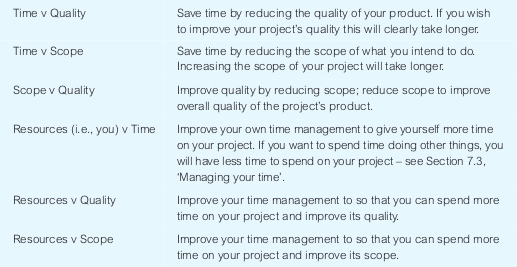 Time v Quality Save time by reducing the quality of your product. If you wish
to improve your project's quality this will clearly take longer.
Time v Scope Save time by reducing the scope of what you intend to do.
Increasing the scope of your project will take longer.
Scope v Quality Improve quality by reducing scope; reduce scope to improve
overall quality of the project's product.
Resources (i.e., you) v Time Improve your own time management to give yourself more time
on your project. If you want to spend time doing other things, you
will have less time to spend on your project – see Section 7.3,
'Managing your time'.
Resources v Quality Improve your time management to so that you can spend more
time on your project and improve its quality.
Resources v Scope Improve your time management to so that you can spend more
time on your project and improve its scope.